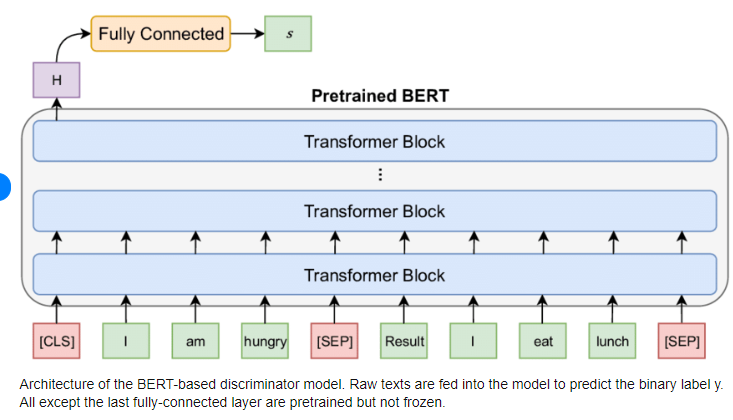 Fully Connected
s
H
Pretrained BERT
Transformer Block
Transformer Block
Transformer Block
[CLS] I am hungry [SEP] Result I eat lunch [SEP]
Architecture of the BERT-based discriminator model. Raw texts are fed into the model to predict the binary label y.
All except the last fully-connected layer are pretrained but not frozen.